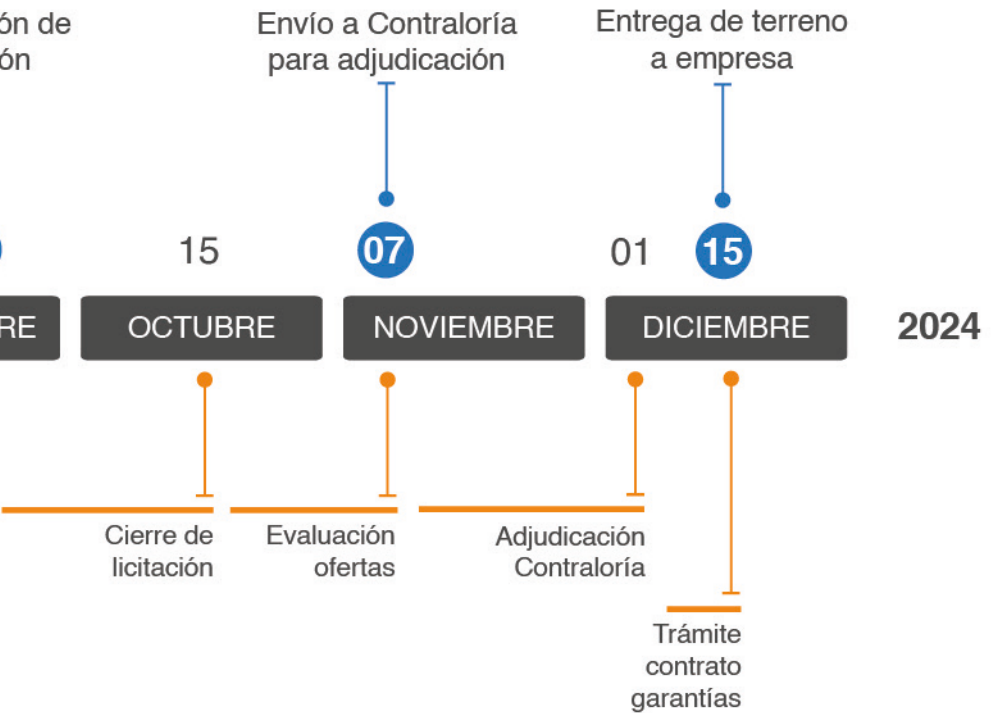 ón de
ón
Envío a Contraloría
para adjudicación
Entrega de terreno
a empresa
15
07
01
15
RE
OCTUBRE
NOVIEMBRE
DICIEMBRE
2024
Cierre de
licitación
Evaluación
ofertas
Adjudicación
Contraloría
Trámite
contrato
garantías